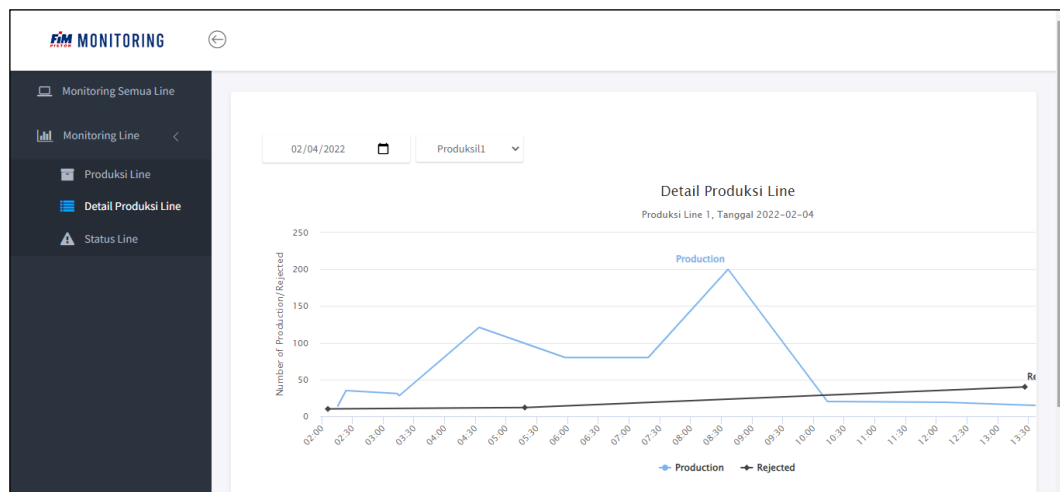 FiM PISTON MONITORING
Monitoring Semua Line
Monitoring Line
Produksi Line
Detail Produksi Line
Status Line
02/04/2022
Produksil1
Detail Produksi Line
Produksi Line 1, Tanggal 2022-02-04
Number of Production/Rejected
250
200
150
100
50
0
Production
Re
02:00 02:30 03:00 03:30 04:00 04:30 05:00 05:30 06:00 06:30 07:00 07:30 08:00 08:30 09:00 09:30 10:00 10:30 11:00 11:30 12:00 12:30 13:00 13:30
Production Rejected